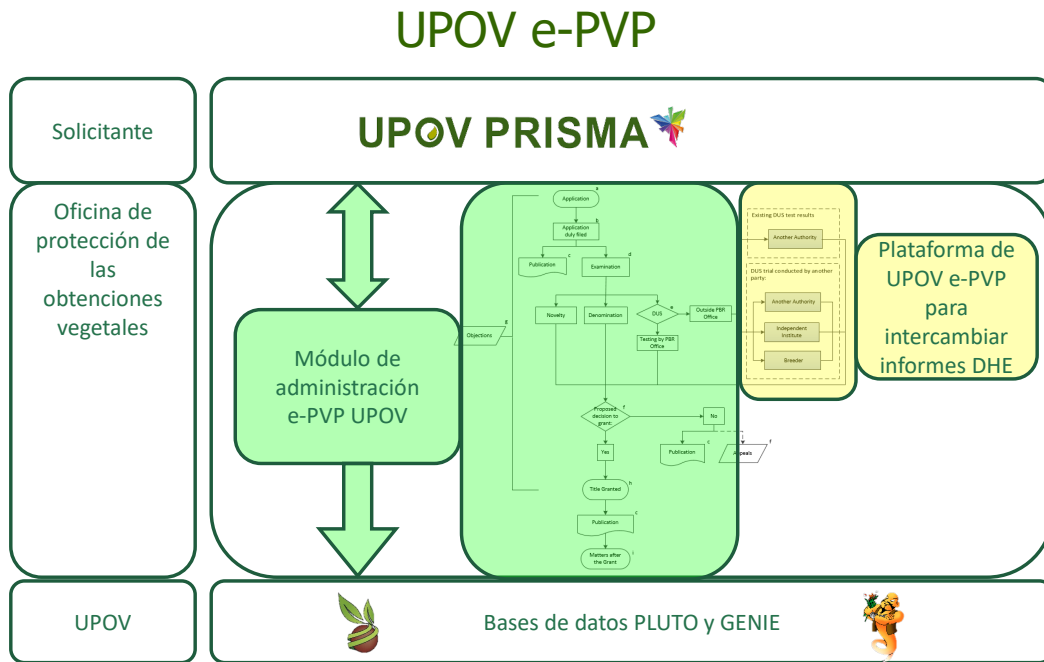 UPOV e-PVP
Solicitante
UPOV PRISMA
Oficina de
protección de
las
obtenciones
vegetales
Módulo de
administración
e-PVP UPOV
a
Application
b
Application
duly filed
c
Publication
d
Examination
Novelty
Denomination
e
DUS
Outside PBR
Office
Testing by PBR
Office
g
Objections
Proposed
decision to
grant:
f
No
Yes
c
Publication
f
Appeals
h
Title Granted
c
Publication
i
Matters after
the Grant
Existing DUS test results
Another Authority
DUS trial conducted by another
party:
Another Authority
Independent
Institute
Breeder
Plataforma de
UPOV e-PVP
para
intercambiar
informes DHE
UPOV
Bases de datos PLUTO y GENIE